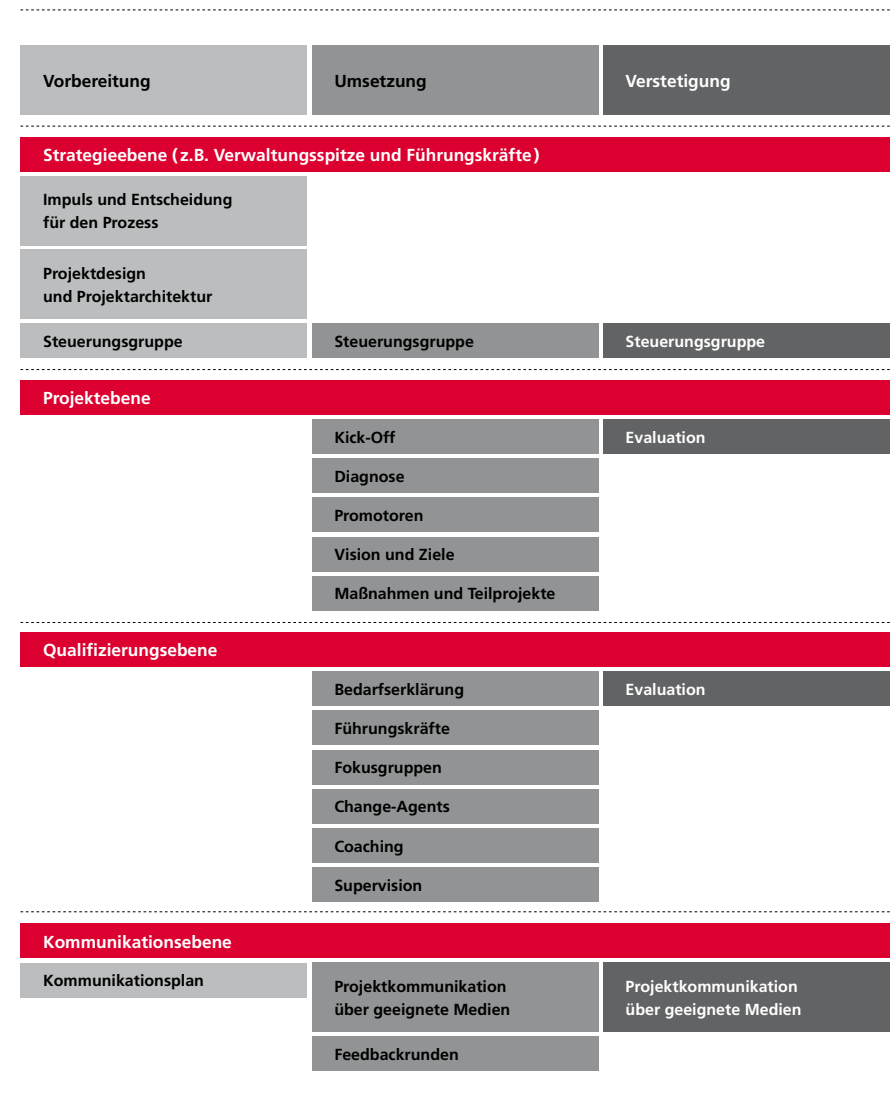 Vorbereitung
Umsetzung
Verstetigung
Strategieebene (z.B. Verwaltungsspitze und Führungskräfte)
Impuls und Entscheidung
für den Prozess
Projektdesign
und Projektarchitektur
Steuerungsgruppe
Steuerungsgruppe
Steuerungsgruppe
Projektebene
Kick-Off
Evaluation
Diagnose
Promotoren
Vision und Ziele
Maßnahmen und Teilprojekte
Qualifizierungsebene
Bedarfserklärung
Evaluation
Führungskräfte
Fokusgruppen
Change-Agents
Coaching
Supervision
Kommunikationsebene
Kommunikationsplan
Projektkommunikation
über geeignete Medien
Projektkommunikation
über geeignete Medien
Feedbackrunden